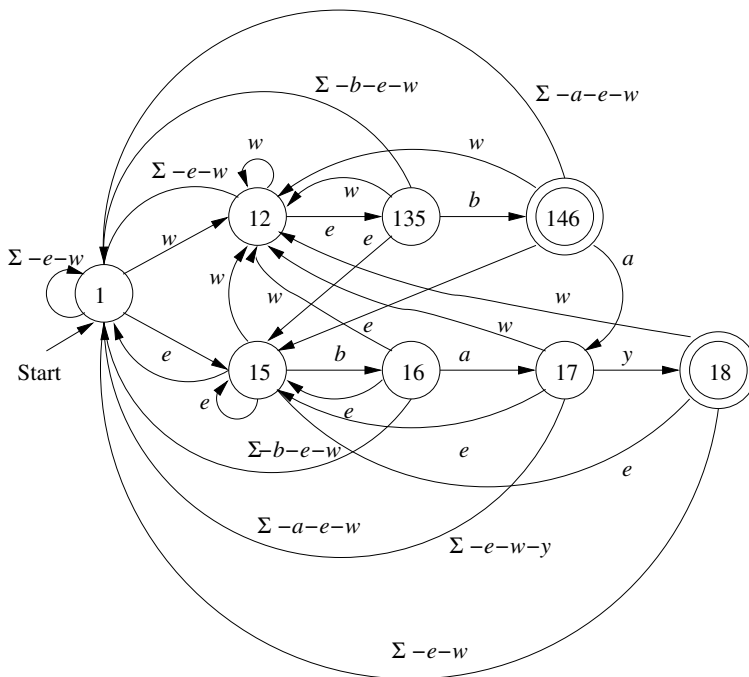 Σ −a−e−w
Σ −b−e−w
w
w
Σ −e−w
w
12
e
135
b
146
e
w
Σ −e−w
a
w
1
w
w
w
e
Start
e
15
b
16
a
17
y
18
e
e
Σ−b−e−w
e
e
Σ −a−e−w
Σ −e−w−y
Σ −e−w